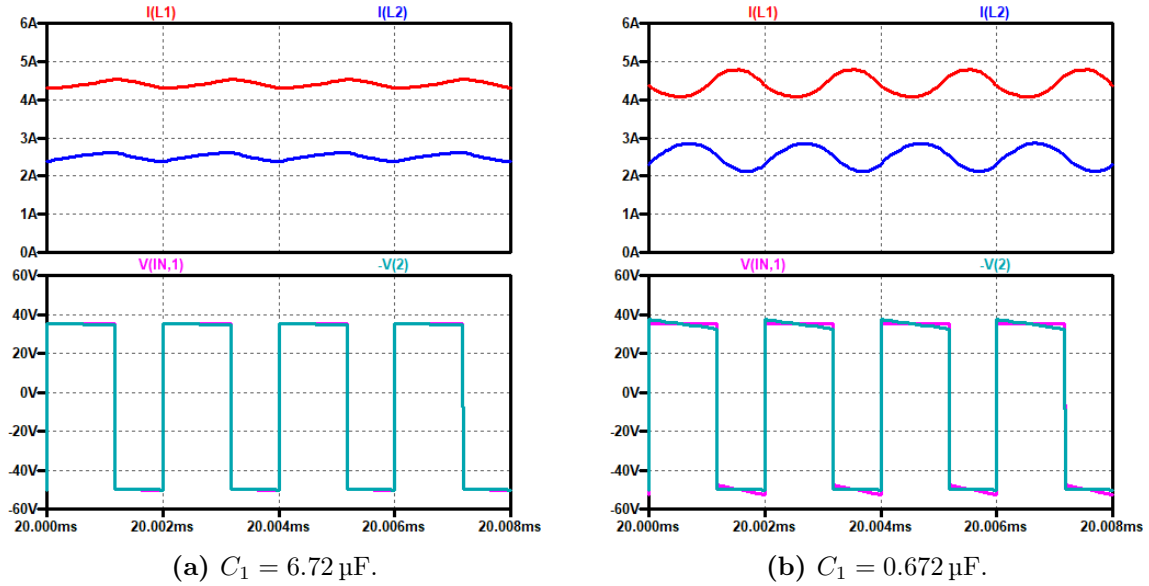 I(L1) I(L2)
6A
5A
4A
3A
2A
1A
0A
V(IN,1) -V(2)
60V
40V
20V
0V
-20V
-40V
-60V
20.000ms 20.002ms 20.004ms 20.006ms 20.008ms
(a) C₁ = 6.72 µF.
I(L1) I(L2)
6A
5A
4A
3A
2A
1A
0A
V(IN,1) -V(2)
60V
40V
20V
0V
-20V
-40V
-60V
20.000ms 20.002ms 20.004ms 20.006ms 20.008ms
(b) C₁ = 0.672 µF.